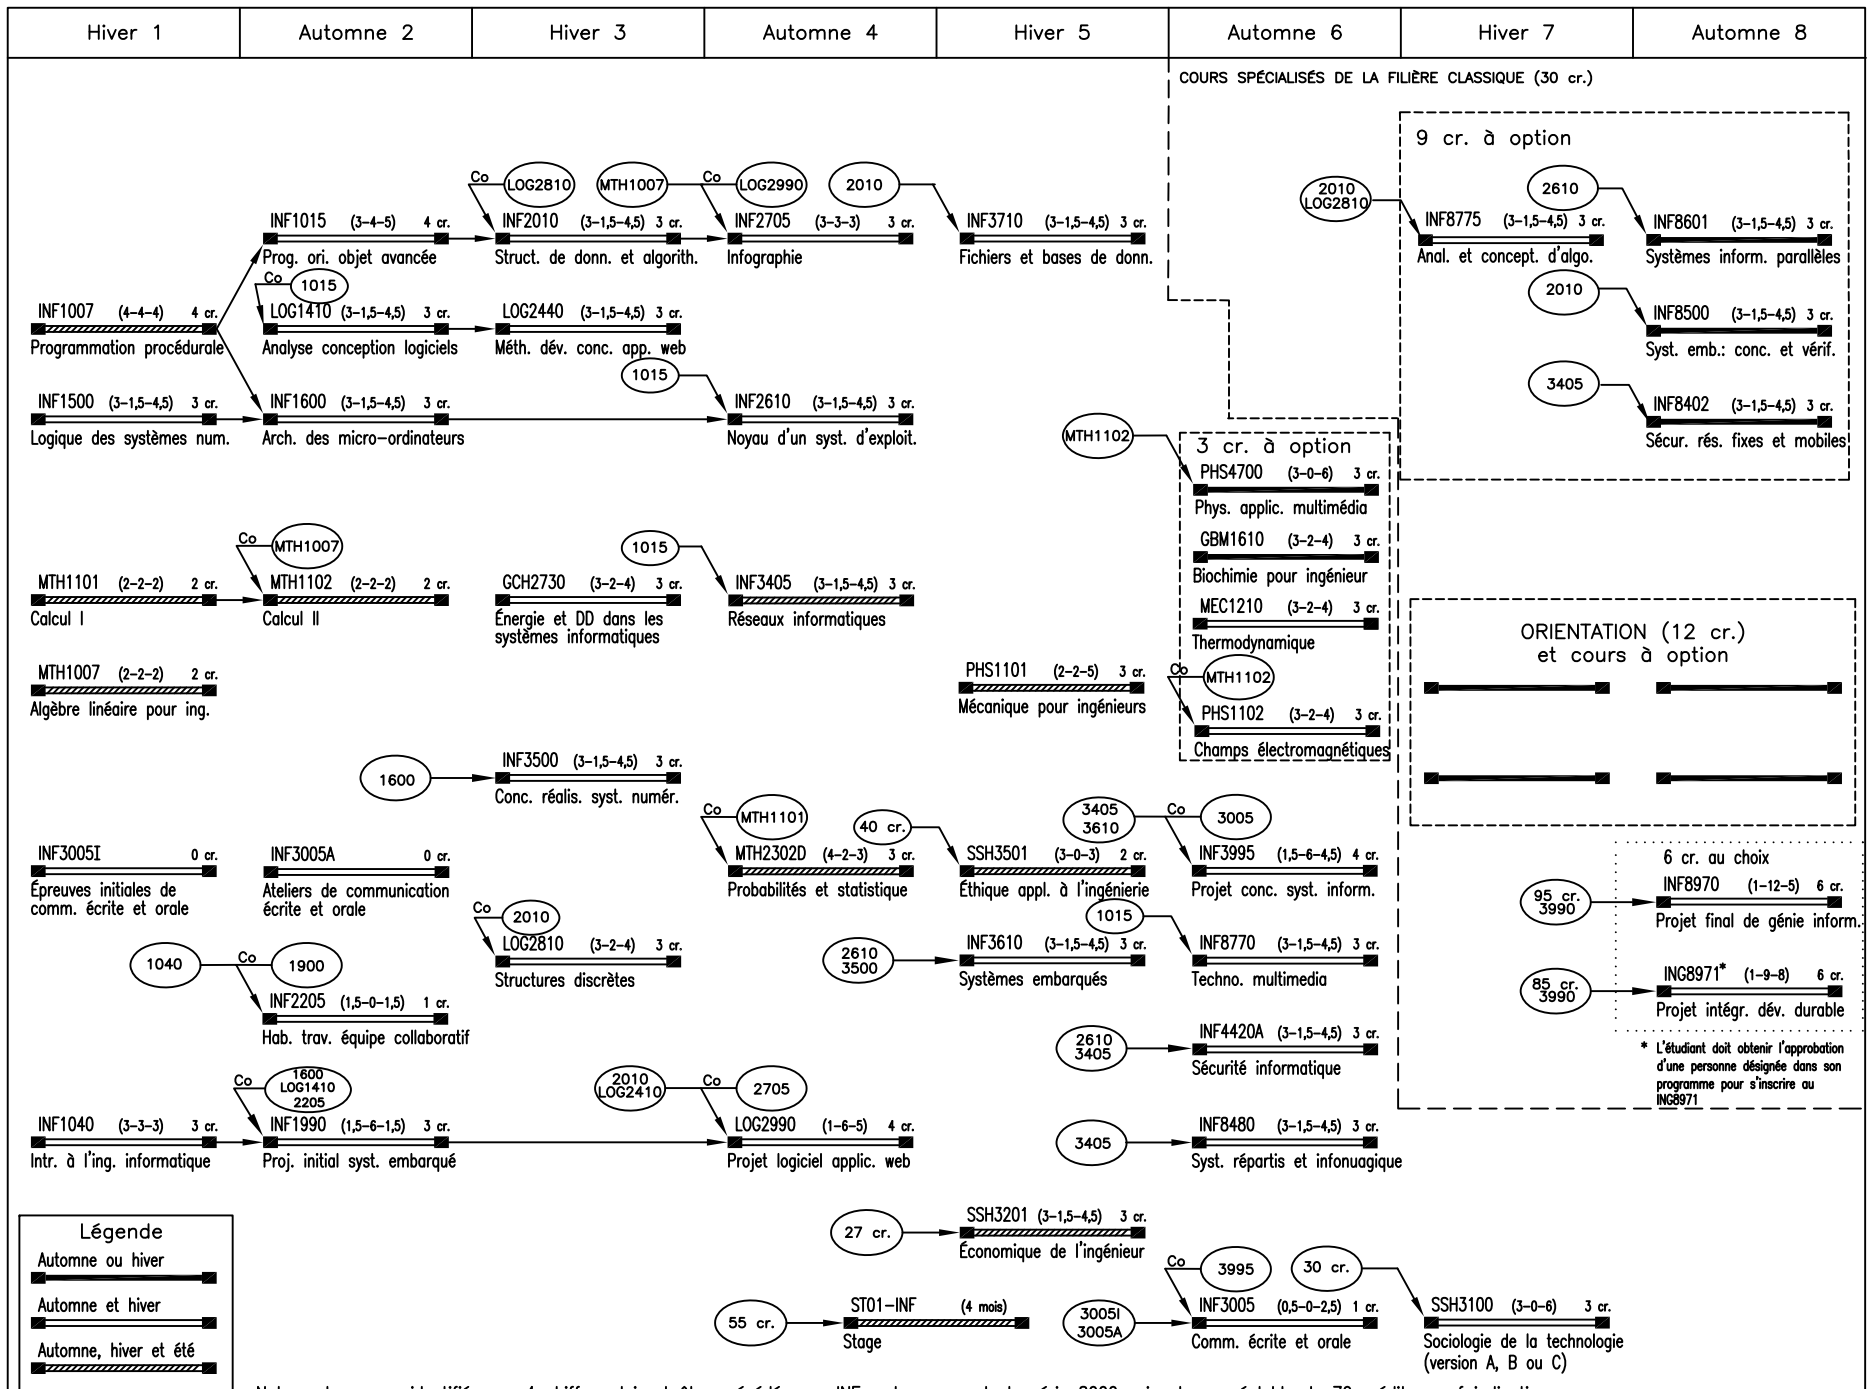 Hiver 1
Automne 2
Hiver 3
Automne 4
Hiver 5
Automne 6
Hiver 7
Automne 8
COURS SPÉCIALISÉS DE LA FILIÈRE CLASSIQUE (30 cr.)
9 cr. à option
Co
LOG2810
MTH1007
Co
LOG2990
2010
2010
LOG2810
2610
INF1015 (3-4-5) 4 cr.
Prog. ori. objet avancée
INF2010 (3-1,5-4,5) 3 cr.
Struct. de donn. et algorith.
INF2705 (3-3-3) 3 cr.
Infographie
INF3710 (3-1,5-4,5) 3 cr.
Fichiers et bases de donn.
INF8775 (3-1,5-4,5) 3 cr.
Anal. et concept. d'algo.
INF8601 (3-1,5-4,5) 3 cr.
Systèmes inform. parallèles
Co
1015
2010
INF1007 (4-4-4) 4 cr.
Programmation procédurale
LOG1410 (3-1,5-4,5) 3 cr.
Analyse conception logiciels
LOG2440 (3-1,5-4,5) 3 cr.
Méth. dév. conc. app. web
INF8500 (3-1,5-4,5) 3 cr.
Syst. emb.: conc. et vérif.
1015
3405
INF1500 (3-1,5-4,5) 3 cr.
Logique des systèmes num.
INF1600 (3-1,5-4,5) 3 cr.
Arch. des micro-ordinateurs
INF2610 (3-1,5-4,5) 3 cr.
Noyau d'un syst. d'exploit.
INF8402 (3-1,5-4,5) 3 cr.
Sécur. rés. fixes et mobiles
MTH1102
3 cr. à option
PHS4700 (3-0-6) 3 cr.
Phys. applic. multimédia
GBM1610 (3-2-4) 3 cr.
Biochimie pour ingénieur
MEC1210 (3-2-4) 3 cr.
Thermodynamique
Co
MTH1102
PHS1102 (3-2-4) 3 cr.
Champs électromagnétiques
Co
MTH1007
1015
MTH1101 (2-2-2) 2 cr.
Calcul I
MTH1102 (2-2-2) 2 cr.
Calcul II
GCH2730 (3-2-4) 3 cr.
Énergie et DD dans les
systèmes informatiques
INF3405 (3-1,5-4,5) 3 cr.
Réseaux informatiques
ORIENTATION (12 cr.)
et cours à option
MTH1007 (2-2-2) 2 cr.
Algèbre linéaire pour ing.
PHS1101 (2-2-5) 3 cr.
Mécanique pour ingénieurs
1600
INF3500 (3-1,5-4,5) 3 cr.
Conc. réalis. syst. numér.
Co
MTH1101
40 cr.
3405
3610
Co
3005
INF3005I 0 cr.
Épreuves initiales de
comm. écrite et orale
INF3005A 0 cr.
Ateliers de communication
écrite et orale
MTH2302D (4-2-3) 3 cr.
Probabilités et statistique
SSH3501 (3-0-3) 2 cr.
Éthique appl. à l'ingénierie
INF3995 (1,5-6-4,5) 4 cr.
Projet conc. syst. inform.
6 cr. au choix
95 cr.
3990
INF8970 (1-12-5) 6 cr.
Projet final de génie inform.
Co
2010
1015
LOG2810 (3-2-4) 3 cr.
Structures discrètes
2610
3500
INF3610 (3-1,5-4,5) 3 cr.
Systèmes embarqués
INF8770 (3-1,5-4,5) 3 cr.
Techno. multimedia
1040
Co
1900
INF2205 (1,5-0-1,5) 1 cr.
Hab. trav. équipe collaboratif
85 cr.
3990
ING8971* (1-9-8) 6 cr.
Projet intégr. dév. durable
* L'étudiant doit obtenir l'approbation
d'une personne désignée dans son
programme pour s'inscrire au
ING8971
2610
3405
INF4420A (3-1,5-4,5) 3 cr.
Sécurité informatique
Co
1600
LOG1410
2205
2010
LOG2410
Co
2705
INF1040 (3-3-3) 3 cr.
Intr. à l'ing. informatique
INF1990 (1,5-6-1,5) 3 cr.
Proj. initial syst. embarqué
LOG2990 (1-6-5) 4 cr.
Projet logiciel applic. web
3405
INF8480 (3-1,5-4,5) 3 cr.
Syst. répartis et infonuagique
27 cr.
SSH3201 (3-1,5-4,5) 3 cr.
Économique de l'ingénieur
55 cr.
ST01-INF (4 mois)
Stage
3005I
3005A
Co
3995
INF3005 (0,5-0-2,5) 1 cr.
Comm. écrite et orale
30 cr.
SSH3100 (3-0-6) 3 cr.
Sociologie de la technologie
(version A, B ou C)
Légende
Automne ou hiver
Automne et hiver
Automne, hiver et été